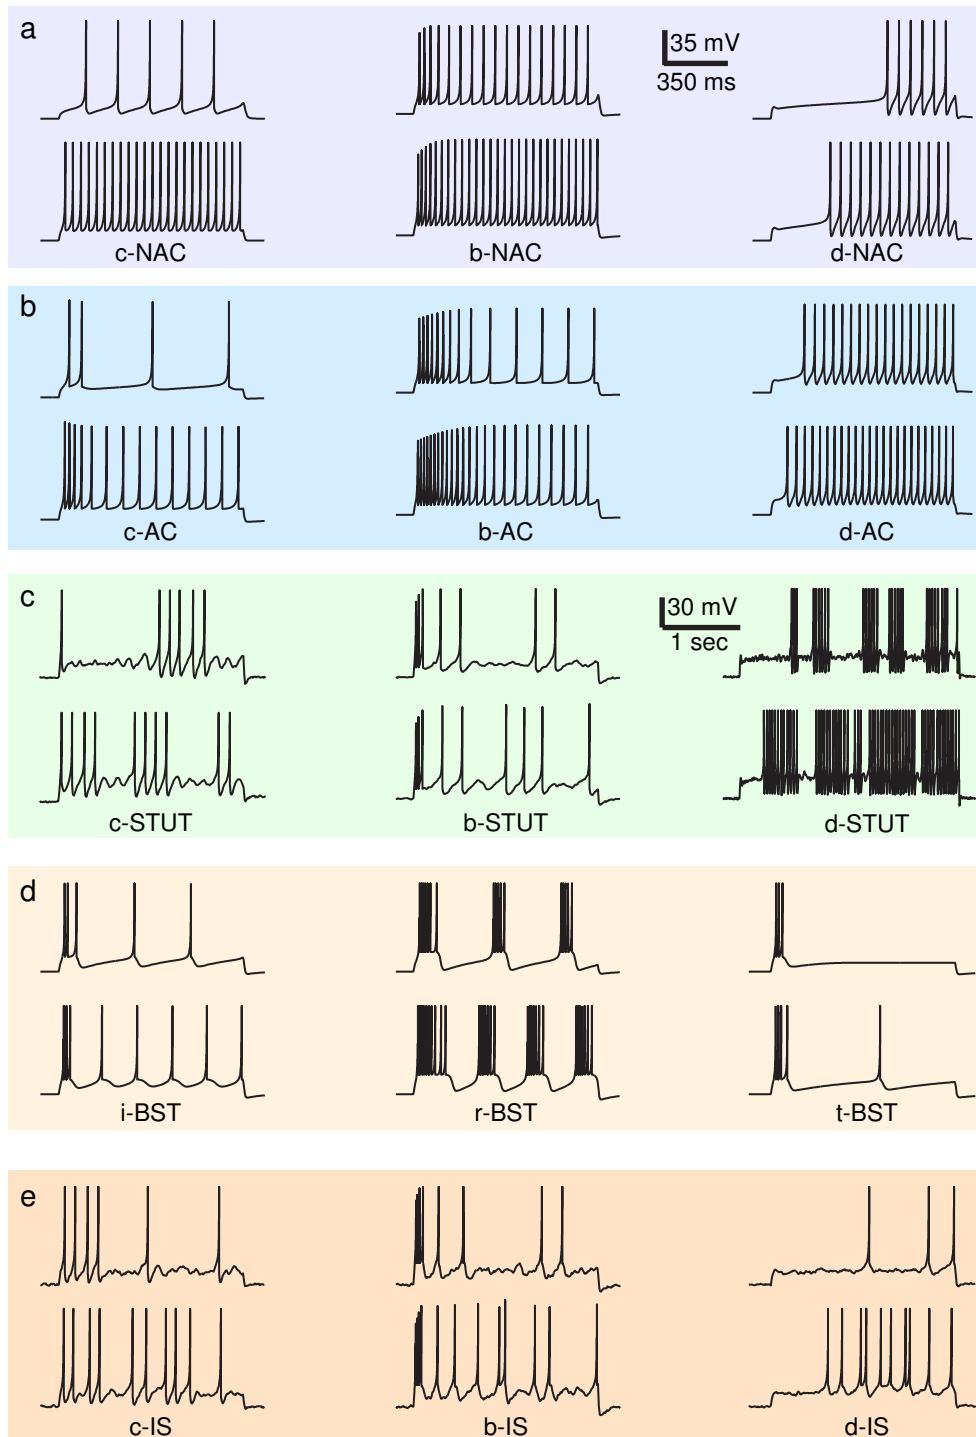 a
35 mV
350 ms
c-NAC
b-NAC
d-NAC
b
c-AC
b-AC
d-AC
c
30 mV
1 sec
c-STUT
b-STUT
d-STUT
d
i-BST
r-BST
t-BST
e
c-IS
b-IS
d-IS